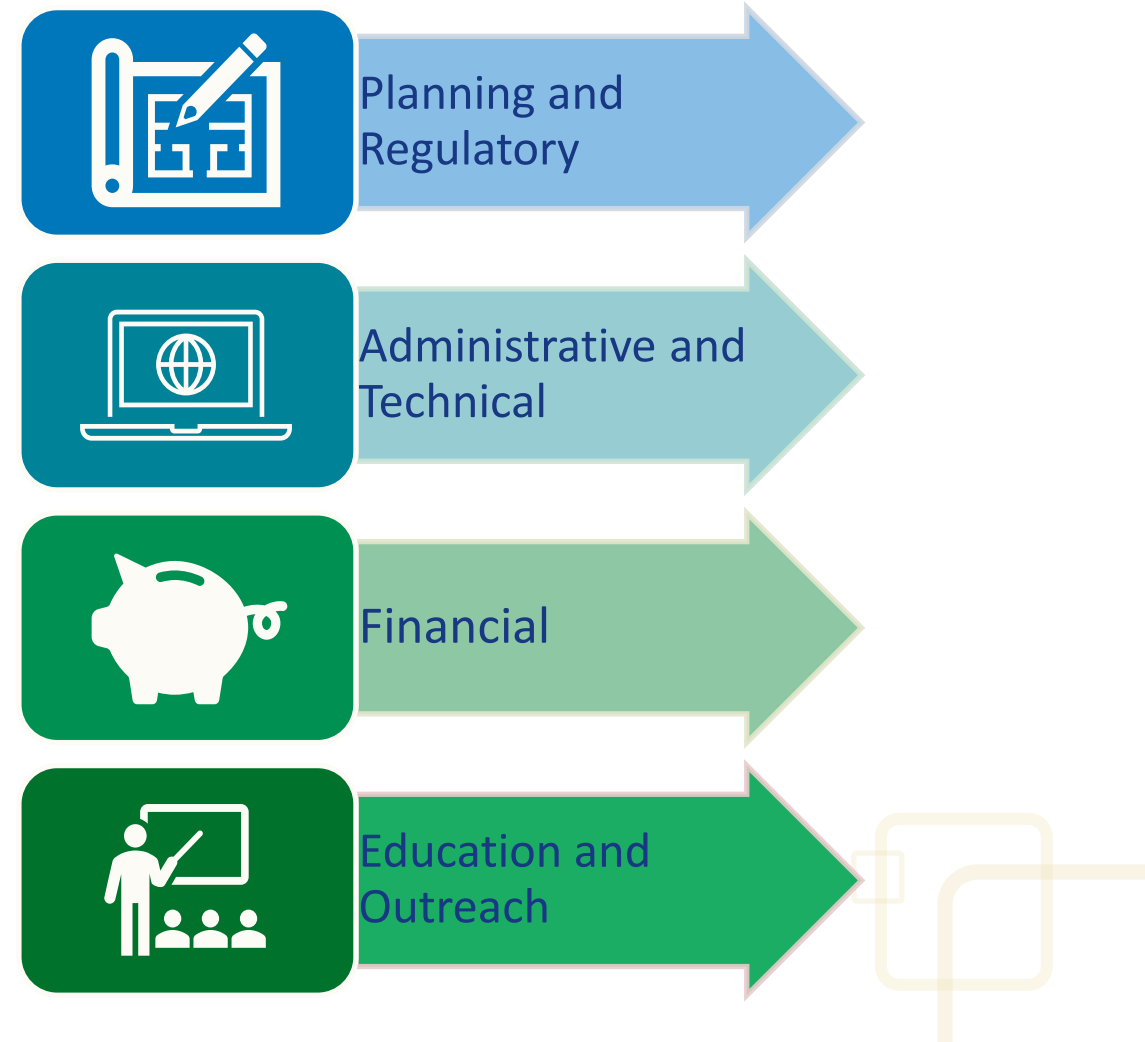 Planning and
Regulatory
Administrative and
Technical
Financial
Education and
Outreach